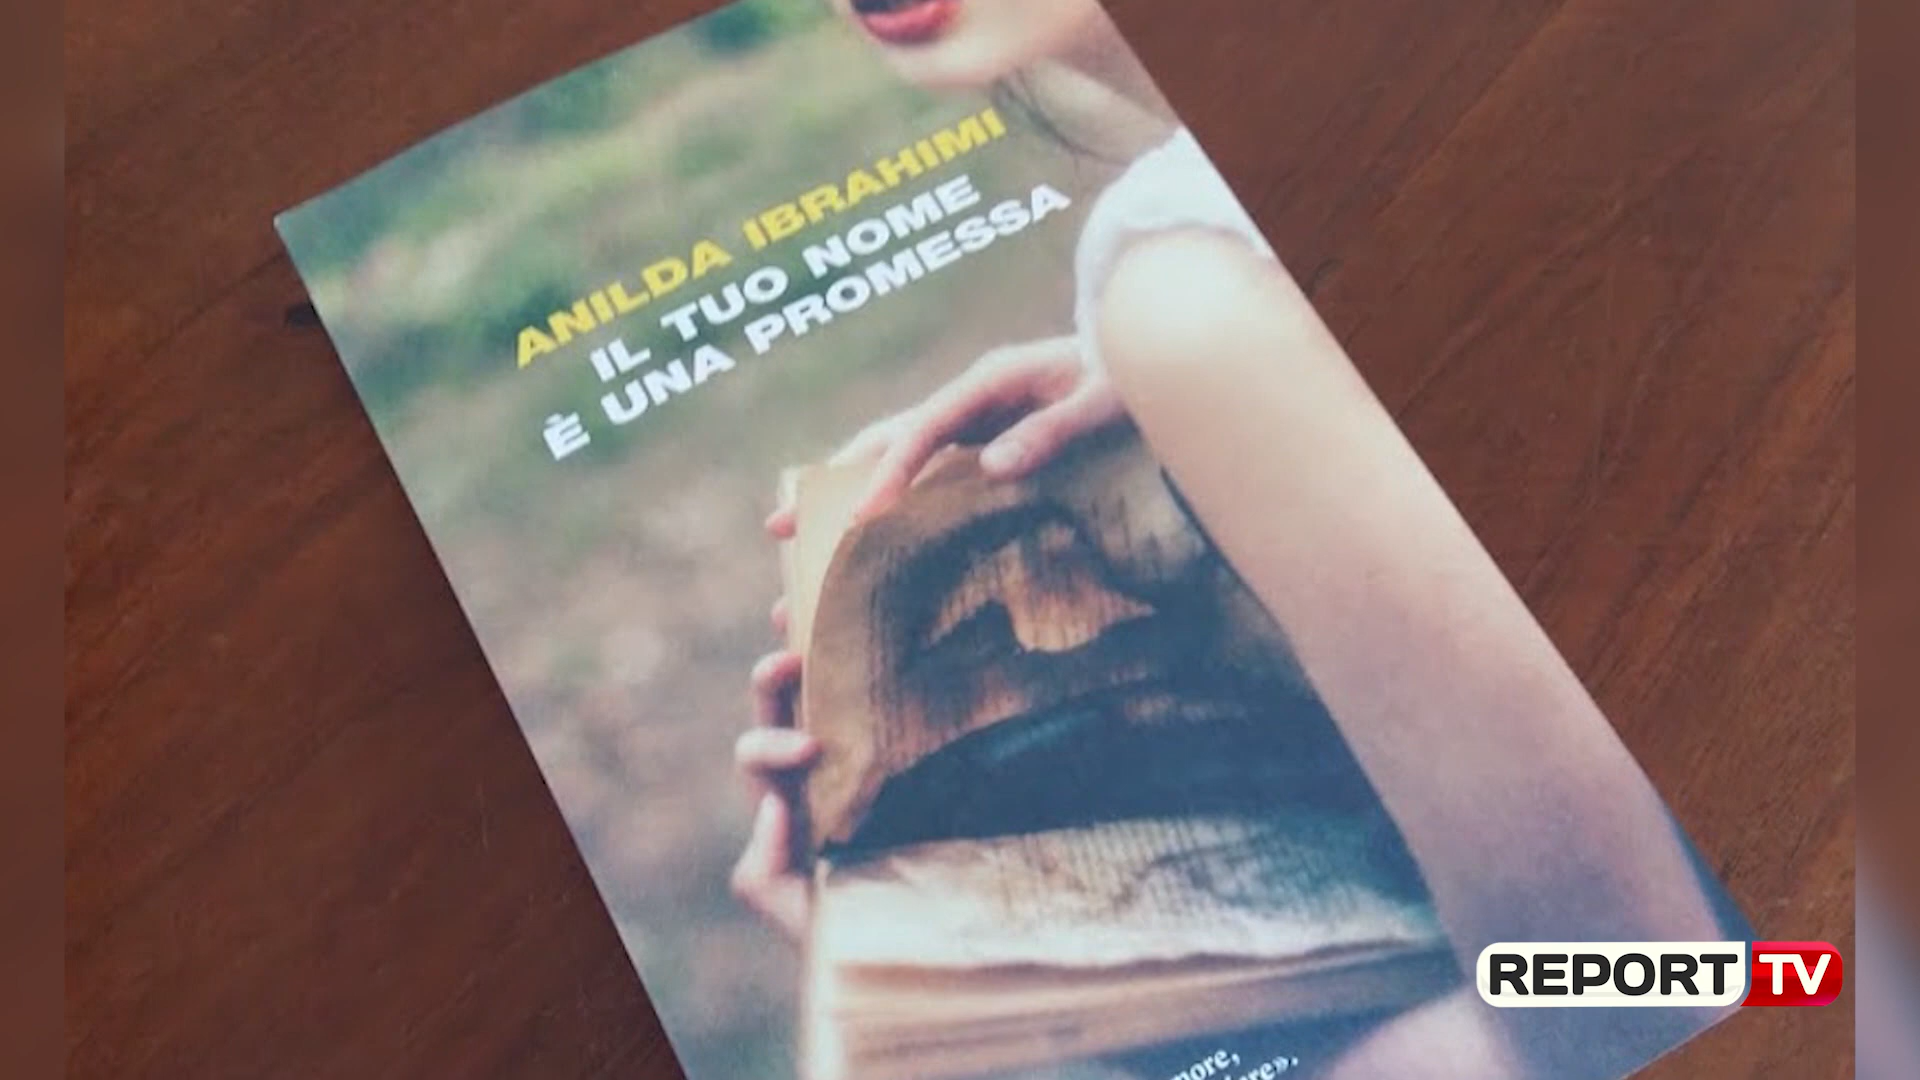 ANILDA IBRAHIMI
IL TUO NOME
È UNA PROMESSA
REPORT TV